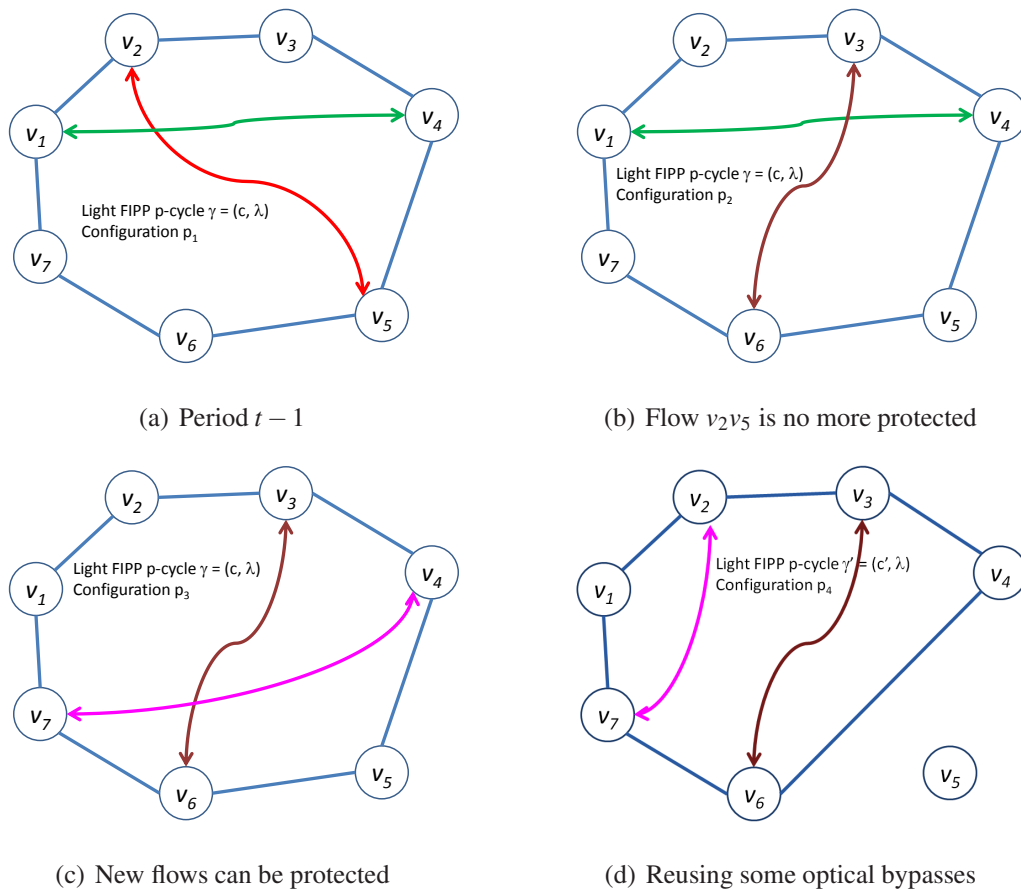 v2
v3
v1
v4
Light FIPP p-cycle γ = (c, λ)
Configuration p1
v7
v6
v5
(a) Period t − 1
v2
v3
v1
v4
Light FIPP p-cycle γ = (c, λ)
Configuration p2
v7
v6
v5
(b) Flow v2v5 is no more protected
v2
v3
Light FIPP p-cycle γ = (c, λ)
Configuration p3
v1
v4
v7
v6
v5
(c) New flows can be protected
v2
v3
Light FIPP p-cycle γ’ = (c’, λ)
Configuration p4
v1
v4
v7
v6
v5
(d) Reusing some optical bypasses